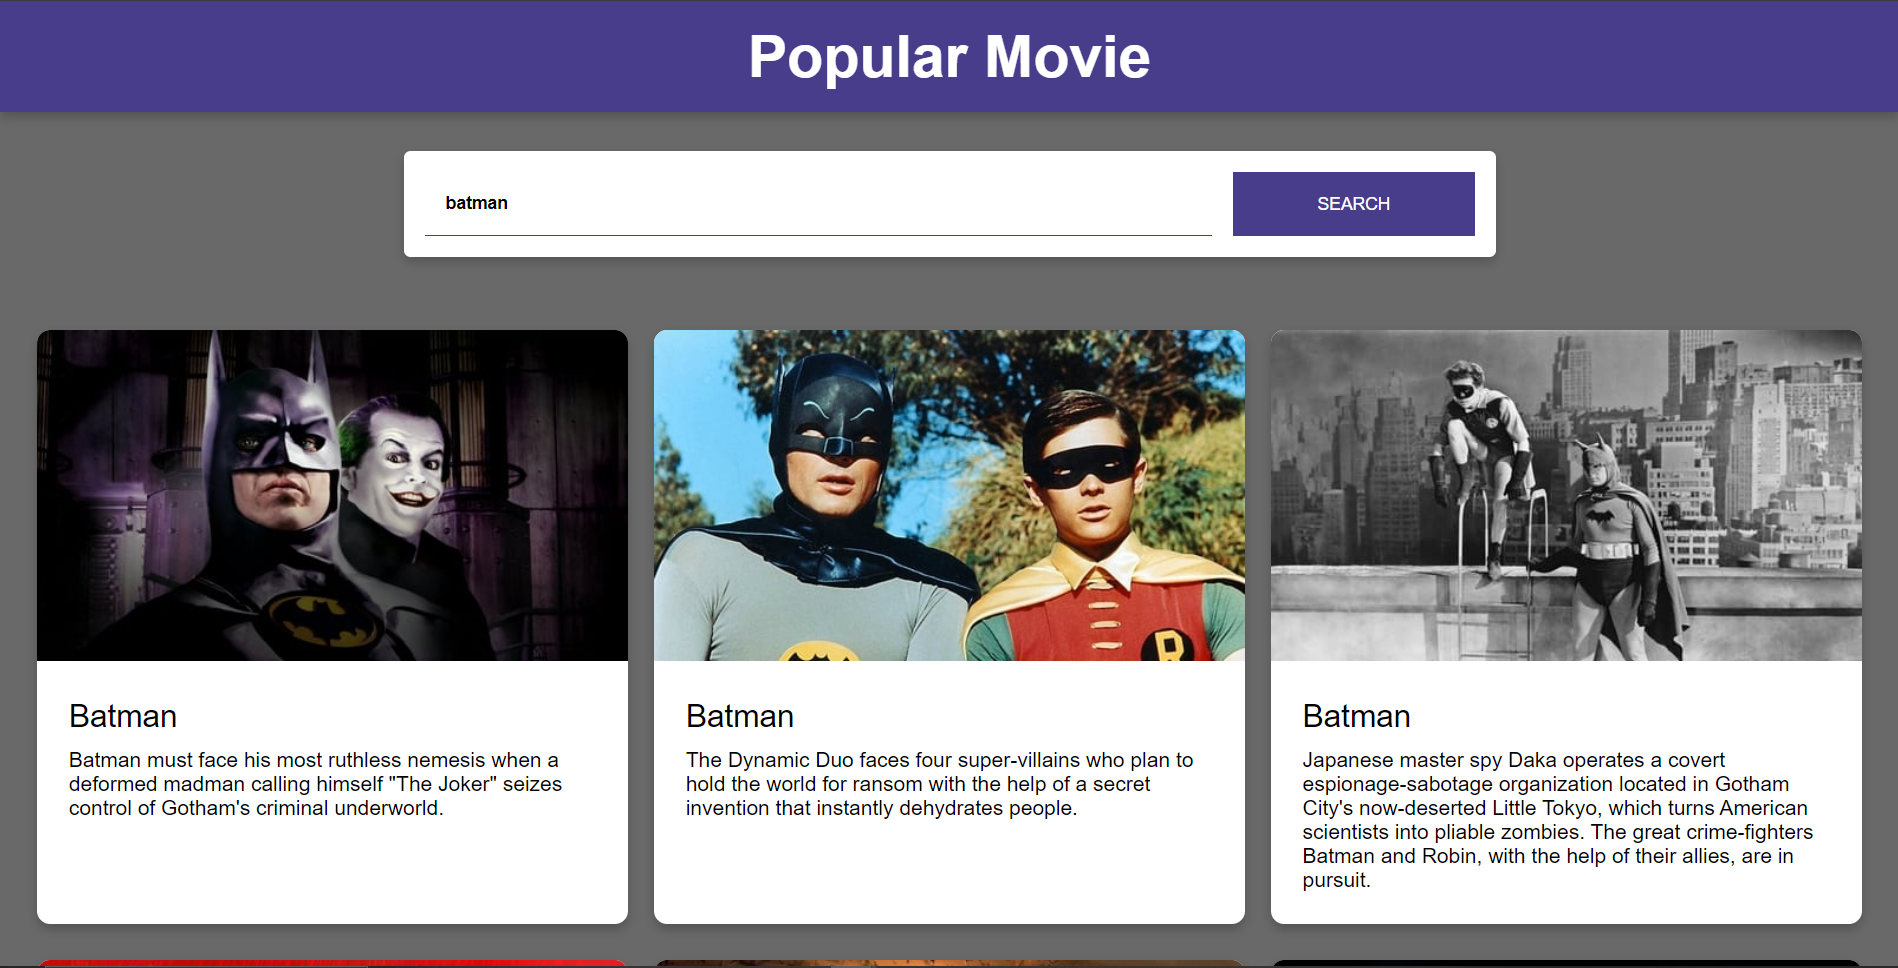 Popular Movie
batman
SEARCH
Batman
Batman must face his most ruthless nemesis when a
deformed madman calling himself "The Joker" seizes
control of Gotham's criminal underworld.
Batman
The Dynamic Duo faces four super-villains who plan to
hold the world for ransom with the help of a secret
invention that instantly dehydrates people.
Batman
Japanese master spy Daka operates a covert
espionage-sabotage organization located in Gotham
City's now-deserted Little Tokyo, which turns American
scientists into pliable zombies. The great crime-fighters
Batman and Robin, with the help of their allies, are in
pursuit.